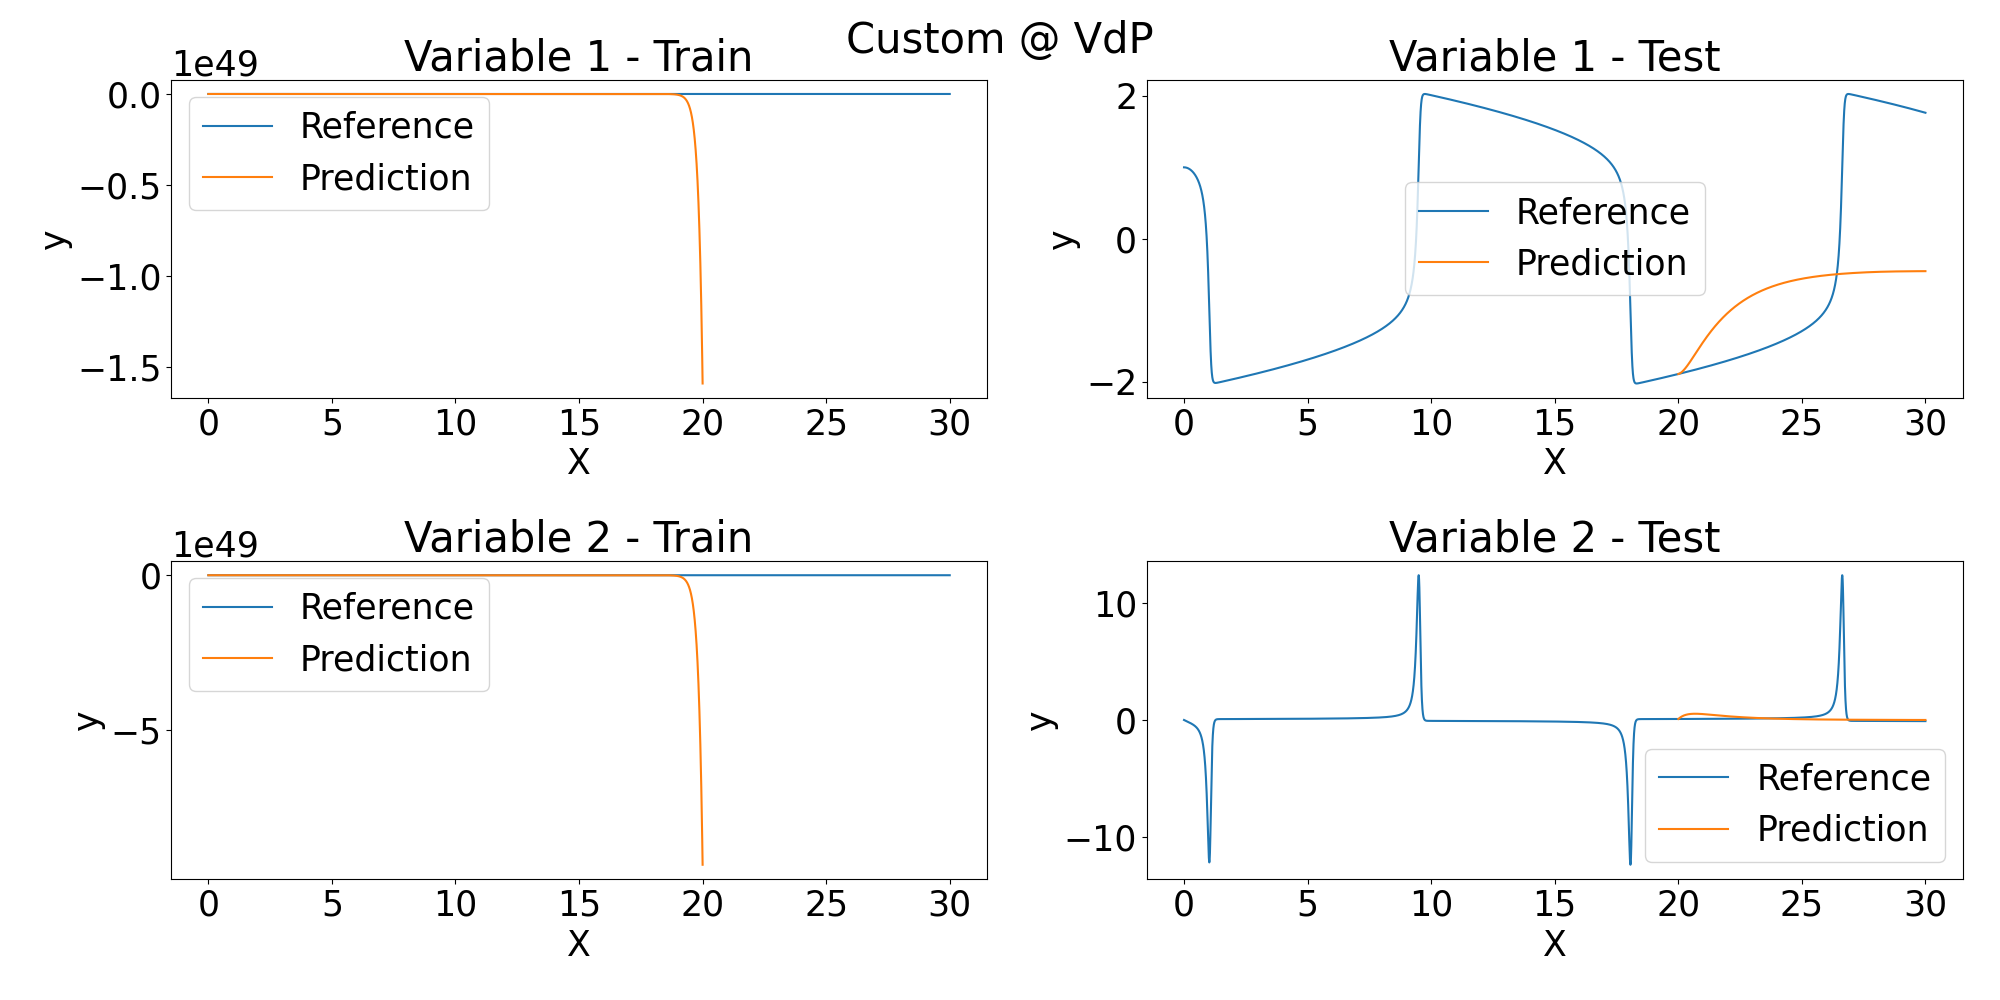 Custom @ VdP
Variable 1 - Train
1e49
0.0
−0.5
−1.0
−1.5
y
Reference
Prediction
0 5 10 15 20 25 30
X
Variable 1 - Test
2
0
−2
y
Reference
Prediction
0 5 10 15 20 25 30
X
Variable 2 - Train
1e49
0
−5
y
Reference
Prediction
0 5 10 15 20 25 30
X
Variable 2 - Test
10
0
−10
y
Reference
Prediction
0 5 10 15 20 25 30
X